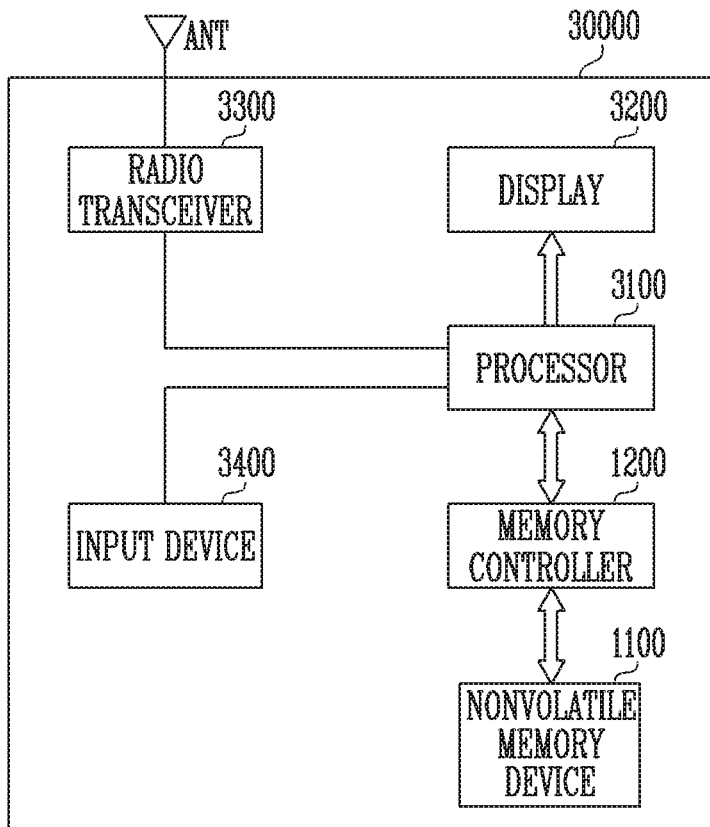 ANT
30000
3300
RADIO
TRANSCEIVER
3200
DISPLAY
3100
PROCESSOR
3400
INPUT DEVICE
1200
MEMORY
CONTROLLER
1100
NONVOLATILE
MEMORY
DEVICE